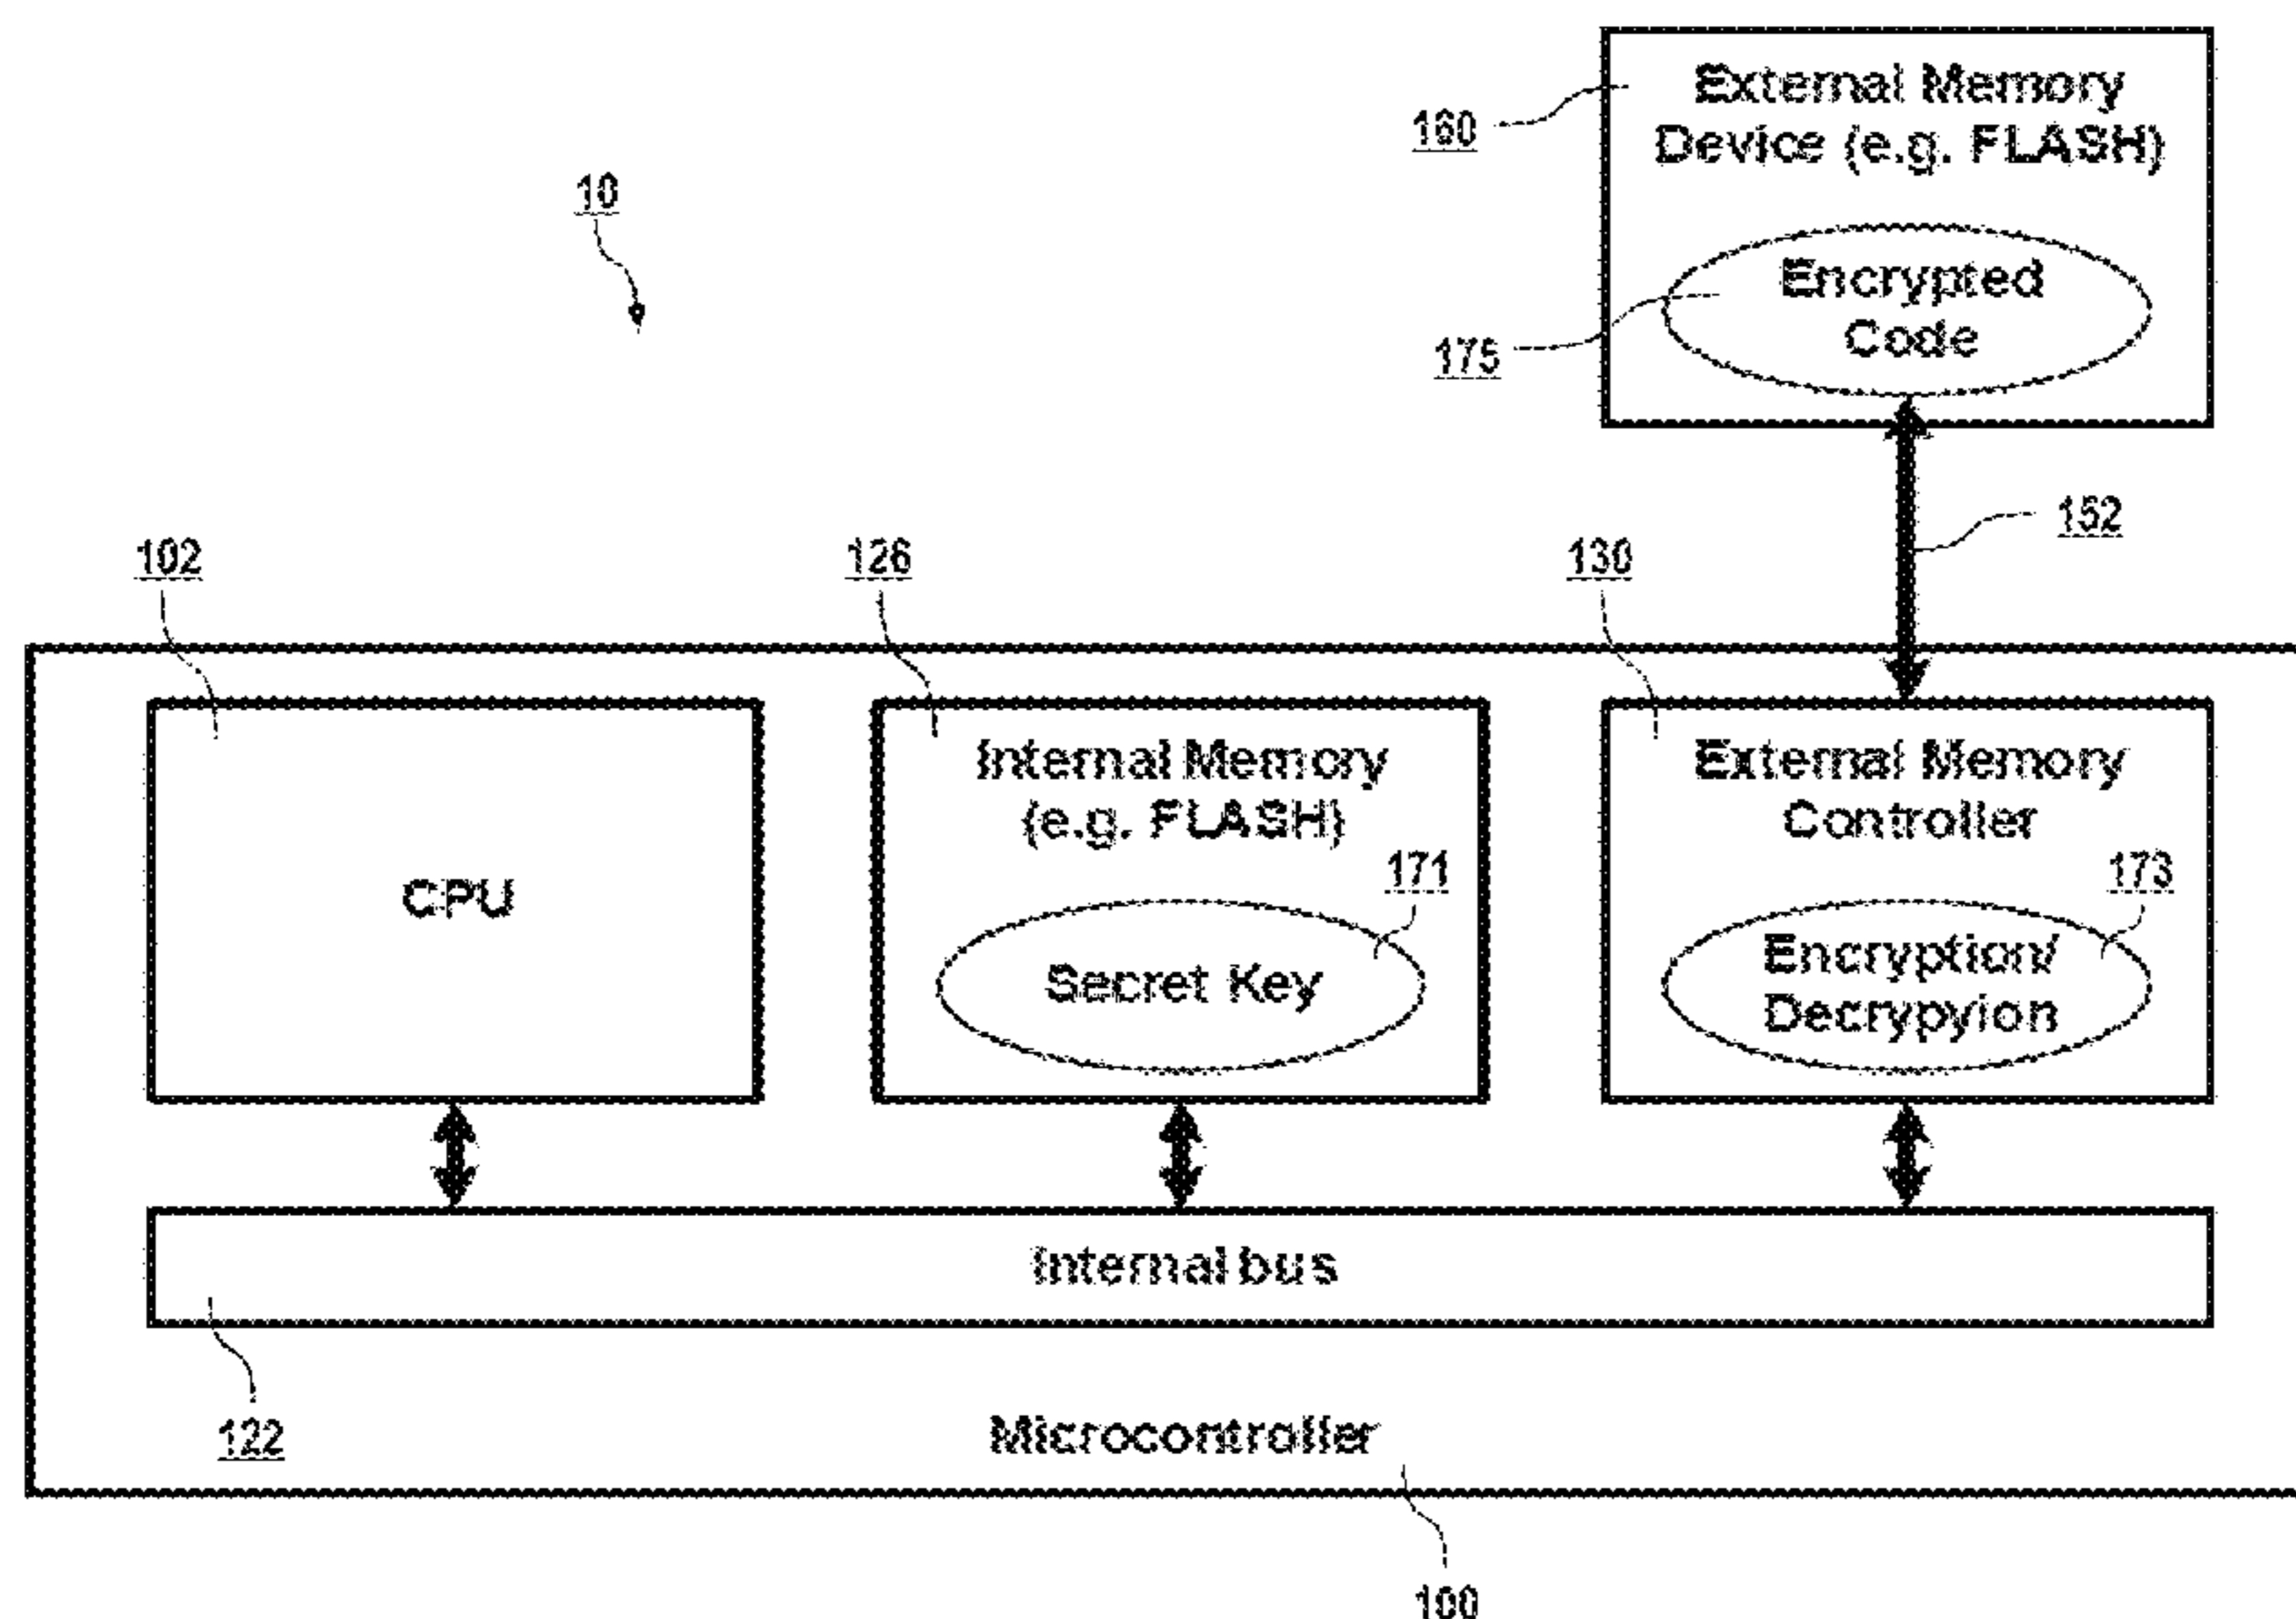 External Memory
Device (e.g. FLASH)
160
10
Encrypted
Code
175
152
102
126
130
Internal Memory
(e.g. FLASH)
External Memory
Controller
CPU
171
173
Secret Key
Encryption/
Decrypyion
Internal bus
122
Microcontroller
100